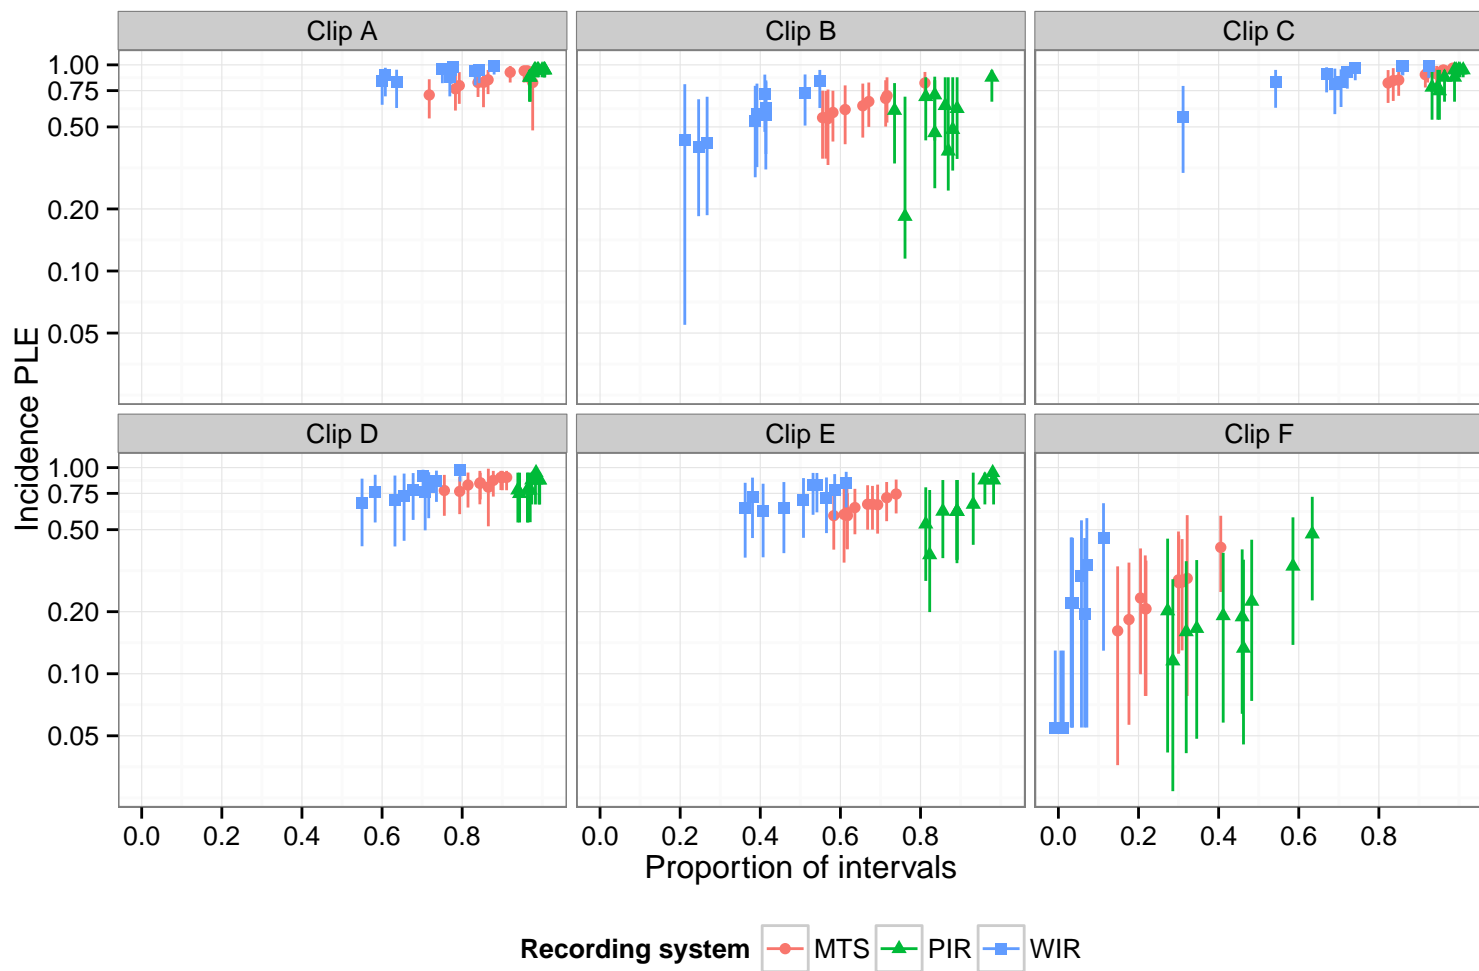 Clip A Clip B Clip C
1.00
0.75
0.50
0.20
0.10
0.05
Incidence PLE
Clip D Clip E Clip F
1.00
0.75
0.50
0.20
0.10
0.05
0.0 0.2 0.4 0.6 0.8 0.0 0.2 0.4 0.6 0.8 0.0 0.2 0.4 0.6 0.8
Proportion of intervals
Recording system MTS PIR WIR